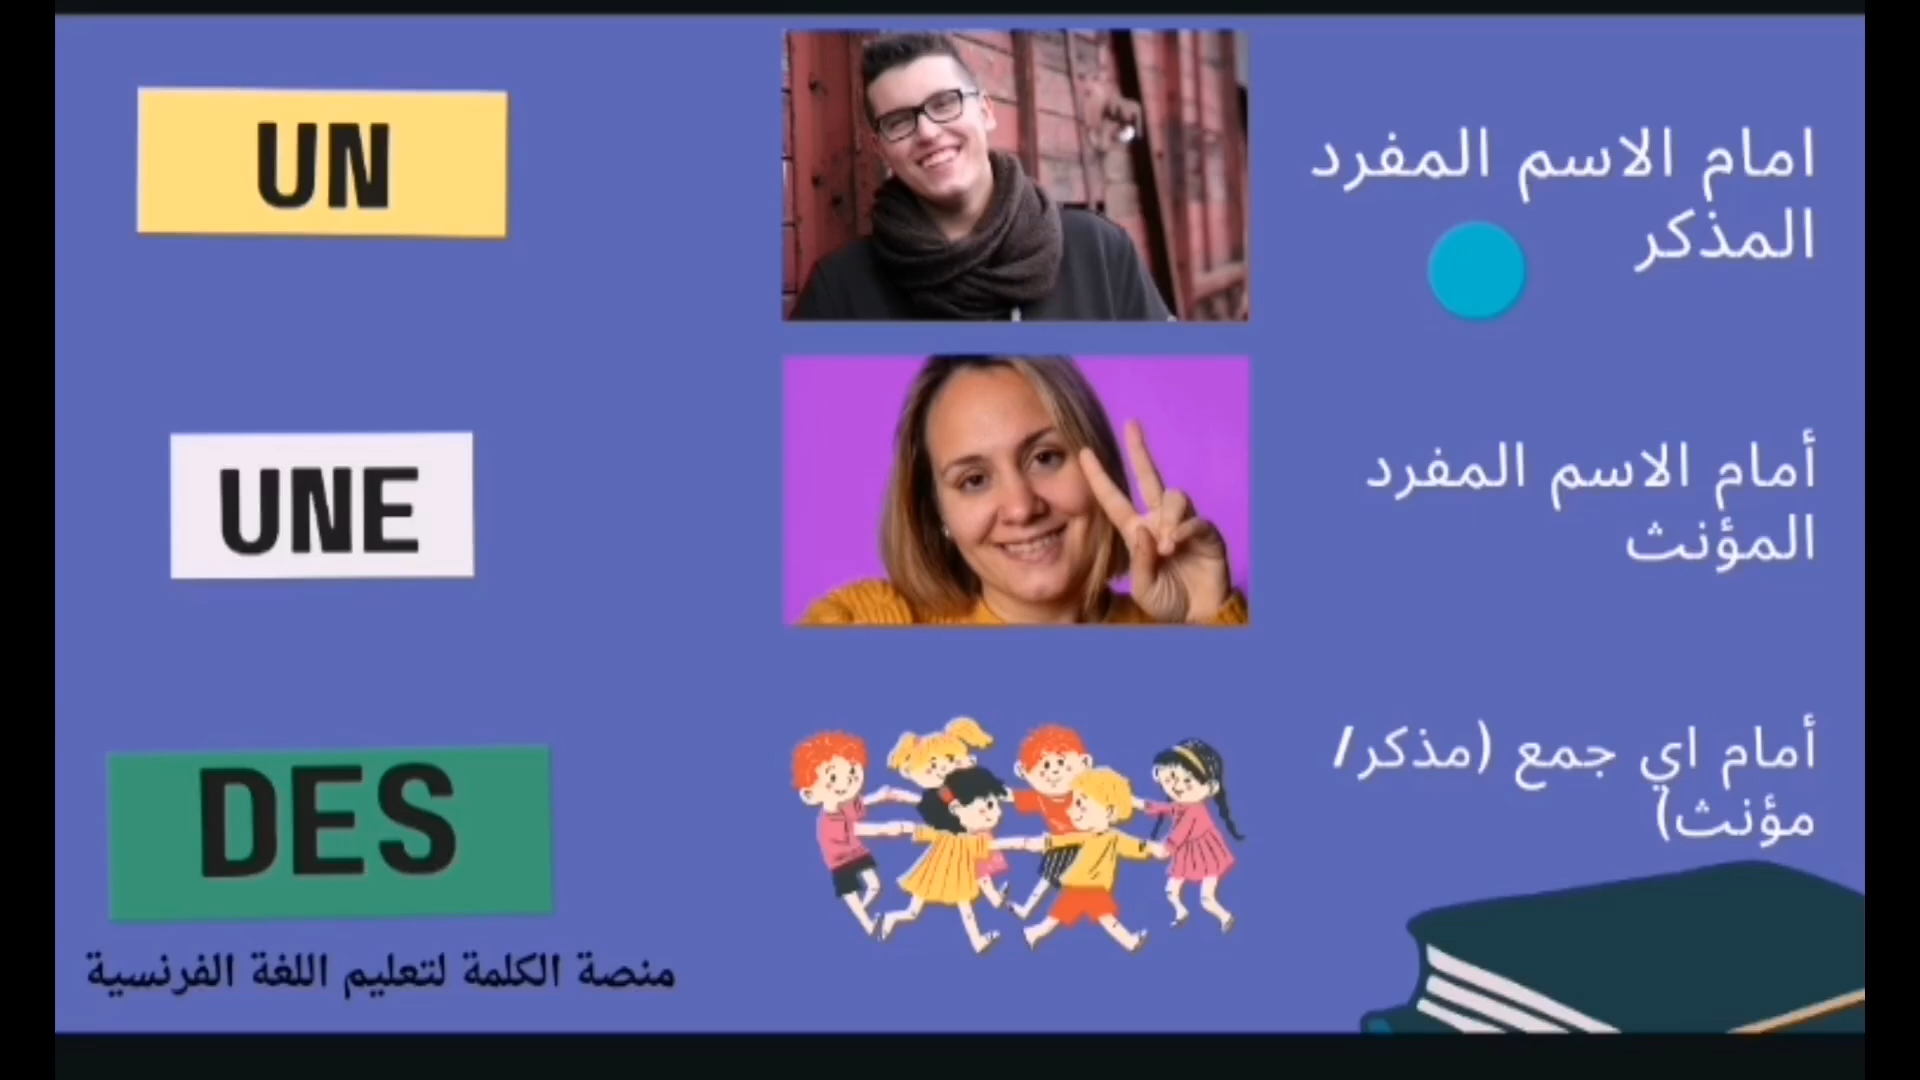 UN
امام الاسم المفرد
المذكر
UNE
أمام الاسم المفرد
المؤنث
DES
أمام اي جمع (مذكر/
مؤنث)
منصة الكلمة لتعليم اللغة الفرنسية